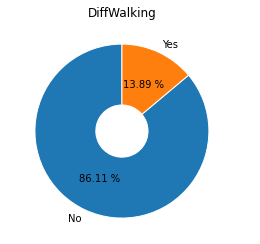 DiffWalking
Yes
13.89 %
86.11 %
No